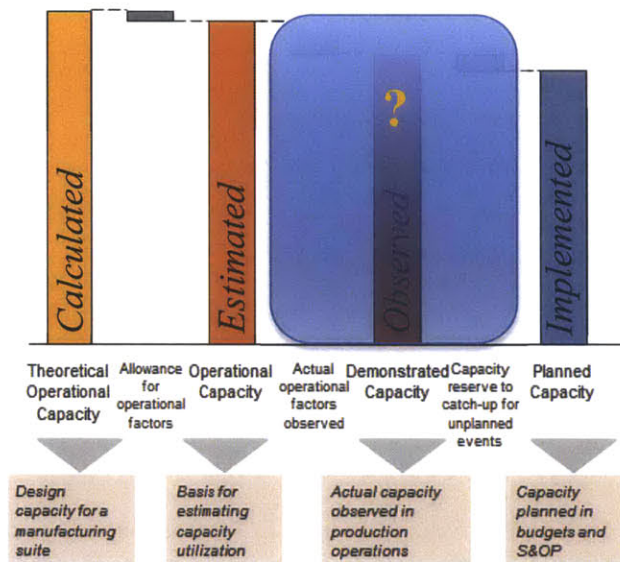 Calculated
Estimated
?
Observed
Implemented
Theoretical
Operational
Capacity
Allowance
for
operational
factors
Operational
Capacity
Actual
operational
factors
observed
Demonstrated
Capacity
Capacity
reserve to
catch-up for
unplanned
events
Planned
Capacity
Design
capacity for a
manufacturing
suite
Basis for
estimating
capacity
utilization
Actual capacity
observed in
production
operations
Capacity
planned in
budgets and
S&OP